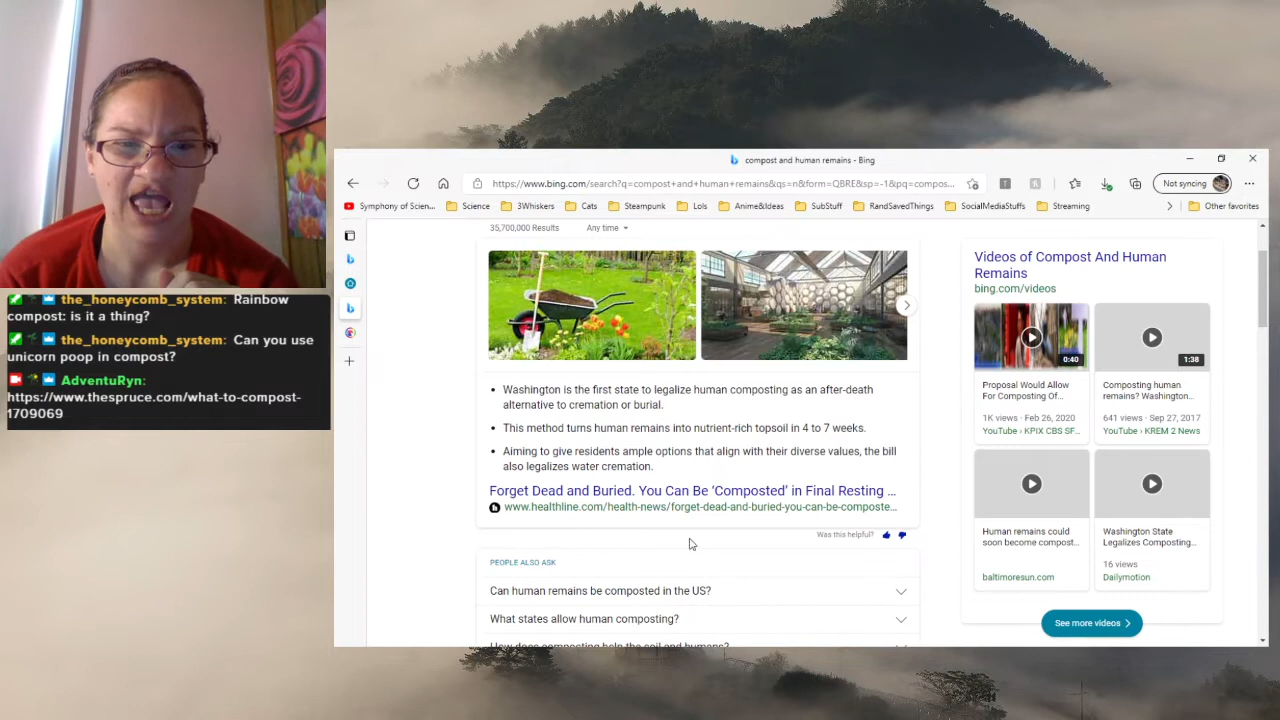 the_honeycomb_system: Rainbow
compost: is it a thing?
the_honeycomb_system: Can you use
unicorn poop in compost?
AdventuRyn:
https://www.thespruce.com/what-to-compost-
1709069
compost and human remains - Bing
https://www.bing.com/search?q=compost+and+human+remains&qs=n&form=QBRE&sp=-1&pq=compos...
Not syncing
Symphony of Scien...
Science
3Whiskers
Cats
Steampunk
Lols
Anime&Ideas
SubStuff
RandSavedThings
SocialMediaStuffs
Streaming
Other favorites
35,700,000 Results
Any time
Washington is the first state to legalize human composting as an after-death
alternative to cremation or burial.
This method turns human remains into nutrient-rich topsoil in 4 to 7 weeks.
Aiming to give residents ample options that align with their diverse values, the bill
also legalizes water cremation.
Forget Dead and Buried. You Can Be ‘Composted’ in Final Resting ...
h
www.healthline.com/health-news/forget-dead-and-buried-you-can-be-composte...
Was this helpful?
PEOPLE ALSO ASK
Can human remains be composted in the US?
What states allow human composting?
How does composting help the soil and humans?
Videos of Compost And Human
Remains
bing.com/videos
0:40
Proposal Would Allow
For Composting Of...
1K views · Feb 26, 2020
YouTube › KPIX CBS SF...
1:38
Composting human
remains? Washington...
641 views · Sep 27, 2017
YouTube › KREM 2 News
Human remains could
soon become compost...
baltimoresun.com
Washington State
Legalizes Composting...
16 views
Dailymotion
See more videos